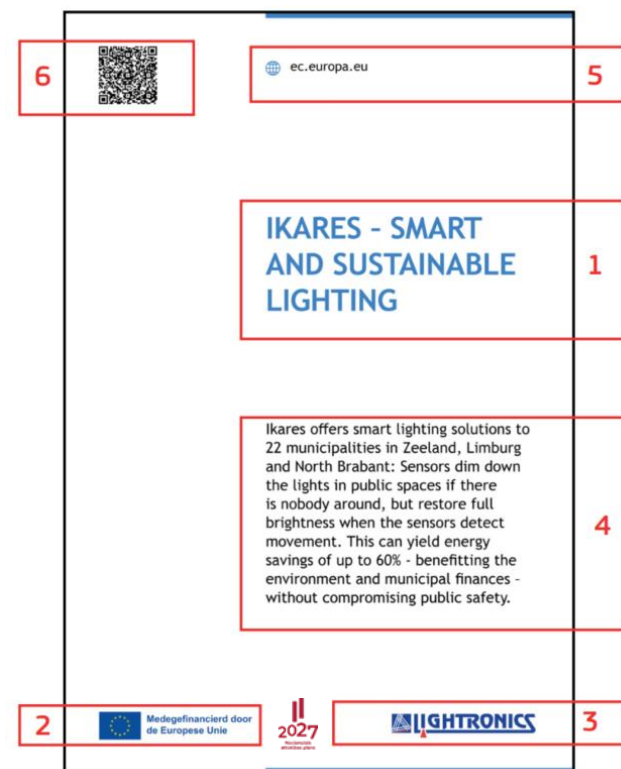 6
ec.europa.eu
5
IKARES - SMART
AND SUSTAINABLE
LIGHTING
1
Ikares offers smart lighting solutions to
22 municipalities in Zeeland, Limburg
and North Brabant: Sensors dim down
the lights in public spaces if there
is nobody around, but restore full
brightness when the sensors detect
movement. This can yield energy
savings of up to 60% - benefitting the
environment and municipal finances -
without compromising public safety.
4
2
Medegefinancierd door
de Europese Unie
2027
LIGHTRONICS
3